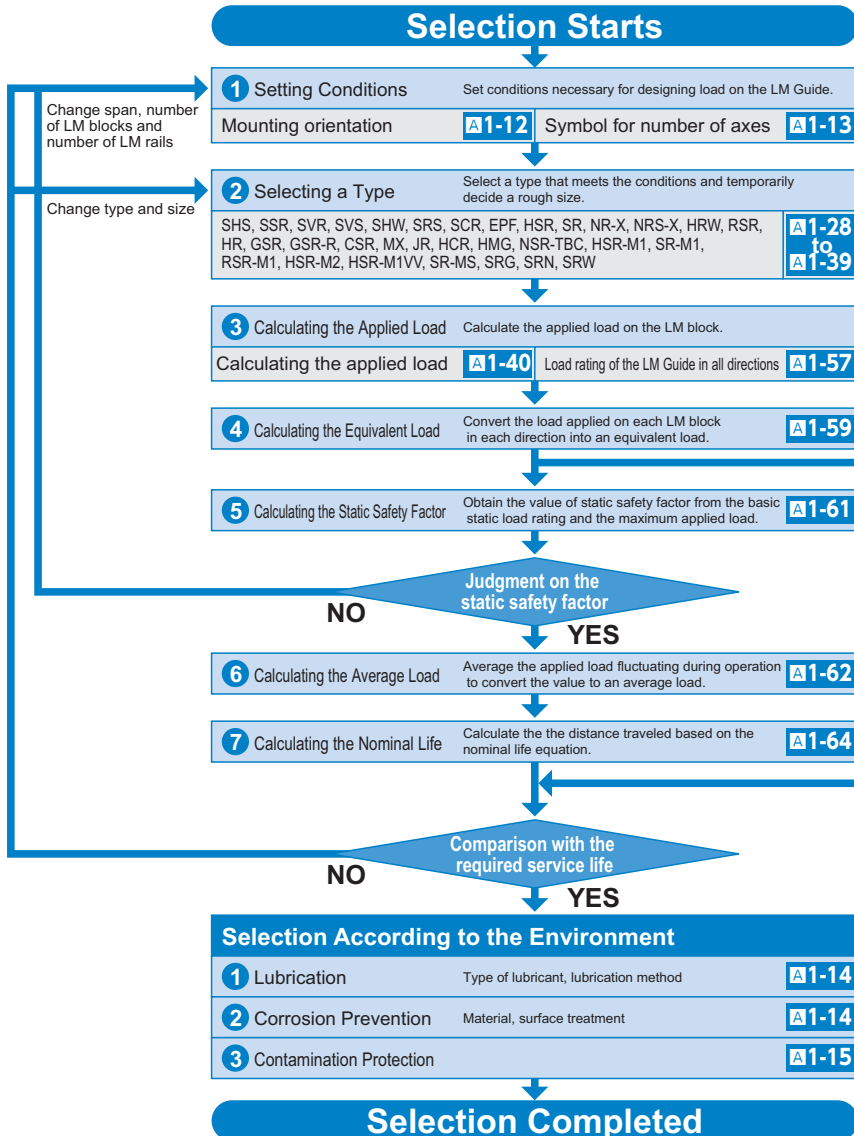 Selection Starts
1 Setting Conditions Set conditions necessary for designing load on the LM Guide.
Change span, number
of LM blocks and
number of LM rails
Mounting orientation A1-12 Symbol for number of axes A1-13
2 Selecting a Type Select a type that meets the conditions and temporarily
decide a rough size.
Change type and size
SHS, SSR, SVR, SVS, SHW, SRS, SCR, EPF, HSR, SR, NR-X, NRS-X, HRW, RSR,
HR, GSR, GSR-R, CSR, MX, JR, HCR, HMG, NSR-TBC, HSR-M1, SR-M1,
RSR-M1, HSR-M2, HSR-M1VV, SR-MS, SRG, SRN, SRW
A1-28
to
A1-39
3 Calculating the Applied Load Calculate the applied load on the LM block.
Calculating the applied load A1-40 Load rating of the LM Guide in all directions A1-57
4 Calculating the Equivalent Load Convert the load applied on each LM block
in each direction into an equivalent load.
A1-59
5 Calculating the Static Safety Factor Obtain the value of static safety factor from the basic
static load rating and the maximum applied load.
A1-61
Judgment on the
static safety factor
NO
YES
6 Calculating the Average Load Average the applied load fluctuating during operation
to convert the value to an average load.
A1-62
7 Calculating the Nominal Life Calculate the the distance traveled based on the
nominal life equation.
A1-64
Comparison with the
required service life
NO
YES
Selection According to the Environment
1 Lubrication Type of lubricant, lubrication method A1-14
2 Corrosion Prevention Material, surface treatment A1-14
3 Contamination Protection A1-15
Selection Completed